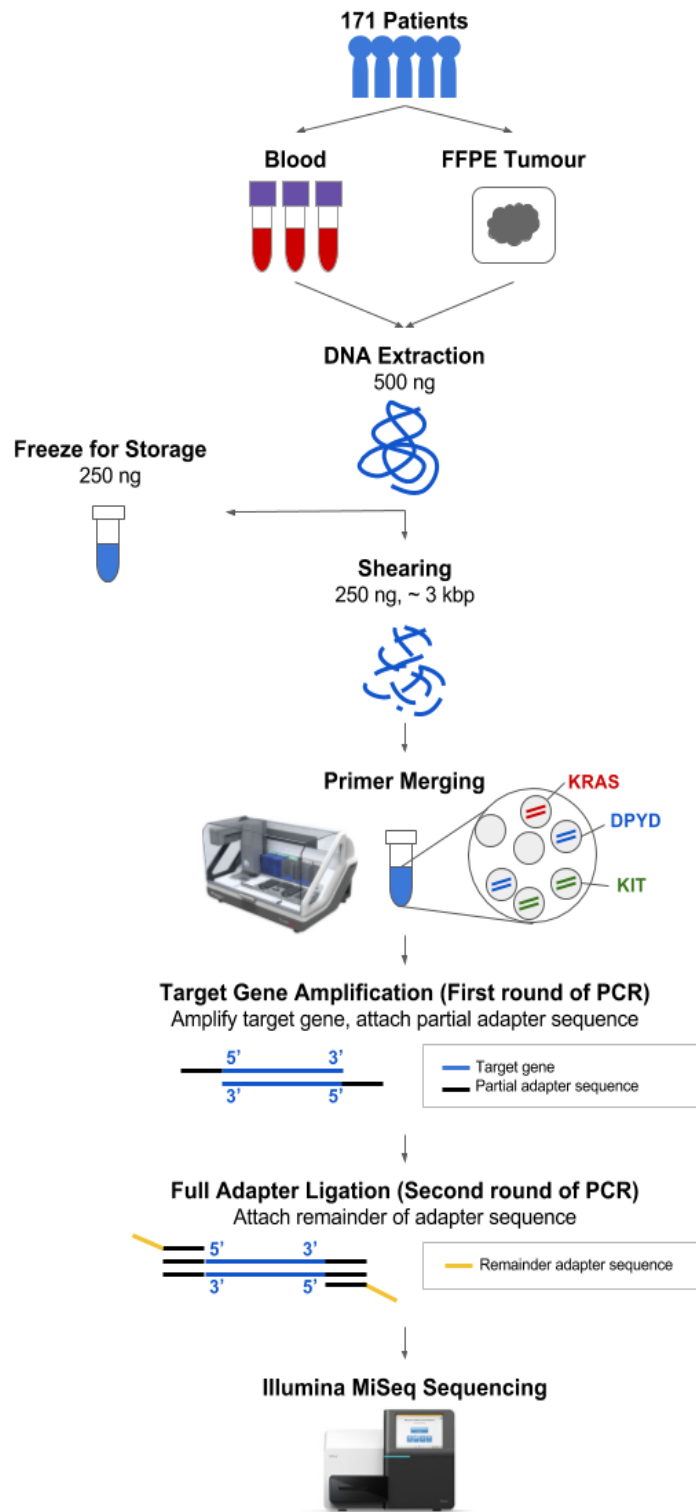 171 Patients
Blood
FFPE Tumour
DNA Extraction
500 ng
Freeze for Storage
250 ng
Shearing
250 ng, ~ 3 kbp
Primer Merging
KRAS
DPYD
KIT
Target Gene Amplification (First round of PCR)
Amplify target gene, attach partial adapter sequence
5’ 3’
3’ 5’
Target gene
Partial adapter sequence
Full Adapter Ligation (Second round of PCR)
Attach remainder of adapter sequence
5’ 3’
3’ 5’
Remainder adapter sequence
Illumina MiSeq Sequencing